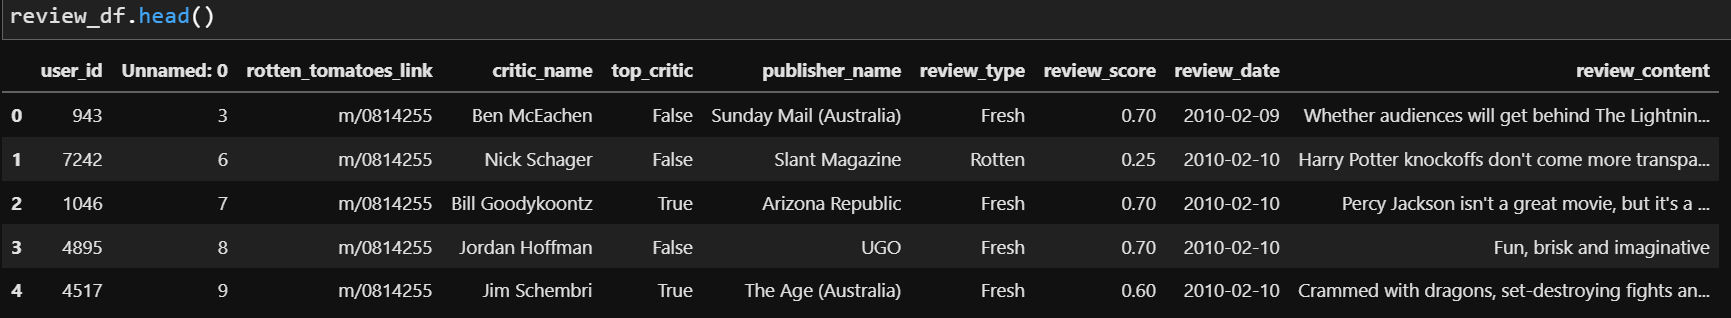 review_df.head()
user_id Unnamed: 0 rotten_tomatoes_link critic_name top_critic publisher_name review_type review_score review_date review_content
0 943 3 m/0814255 Ben McEachen False Sunday Mail (Australia) Fresh 0.70 2010-02-09 Whether audiences will get behind The Lightnin...
1 7242 6 m/0814255 Nick Schager False Slant Magazine Rotten 0.25 2010-02-10 Harry Potter knockoffs don't come more transpa...
2 1046 7 m/0814255 Bill Goodykoontz True Arizona Republic Fresh 0.70 2010-02-10 Percy Jackson isn't a great movie, but it's a ...
3 4895 8 m/0814255 Jordan Hoffman False UGO Fresh 0.70 2010-02-10 Fun, brisk and imaginative
4 4517 9 m/0814255 Jim Schembri True The Age (Australia) Fresh 0.60 2010-02-10 Crammed with dragons, set-destroying fights an...